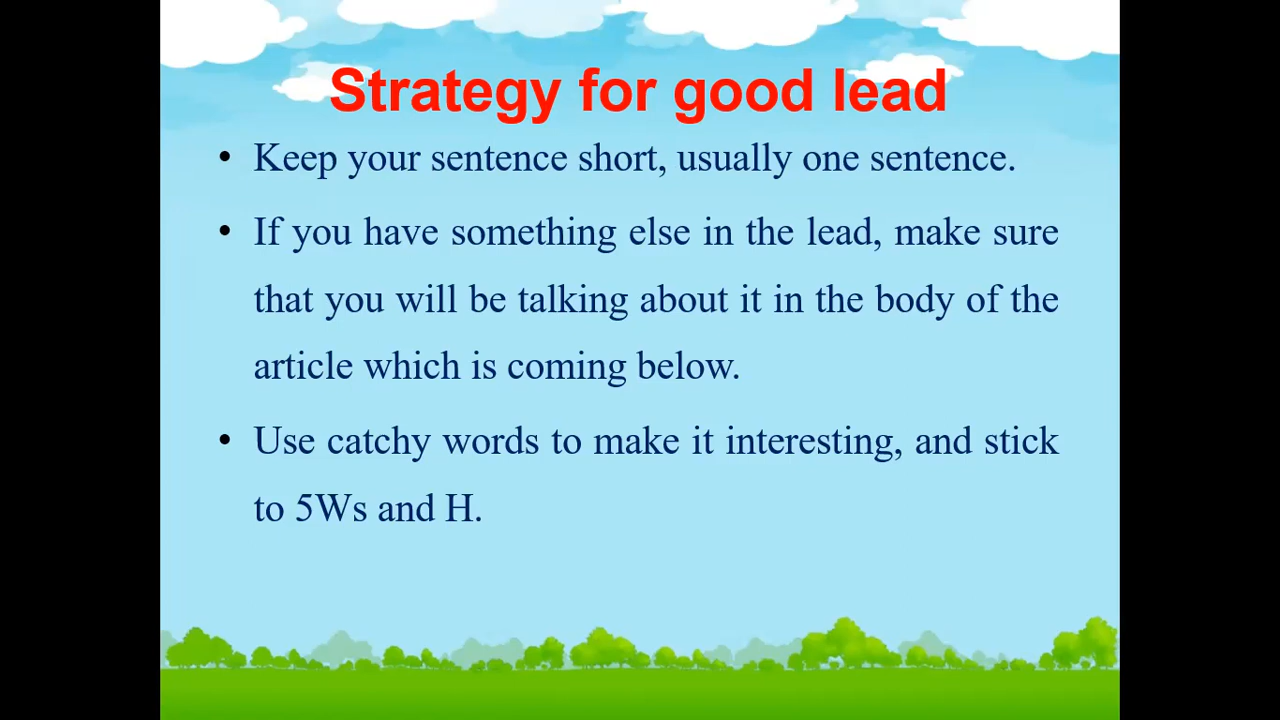 Strategy for good lead
• Keep your sentence short, usually one sentence.
• If you have something else in the lead, make sure
that you will be talking about it in the body of the
article which is coming below.
• Use catchy words to make it interesting, and stick
to 5Ws and H.